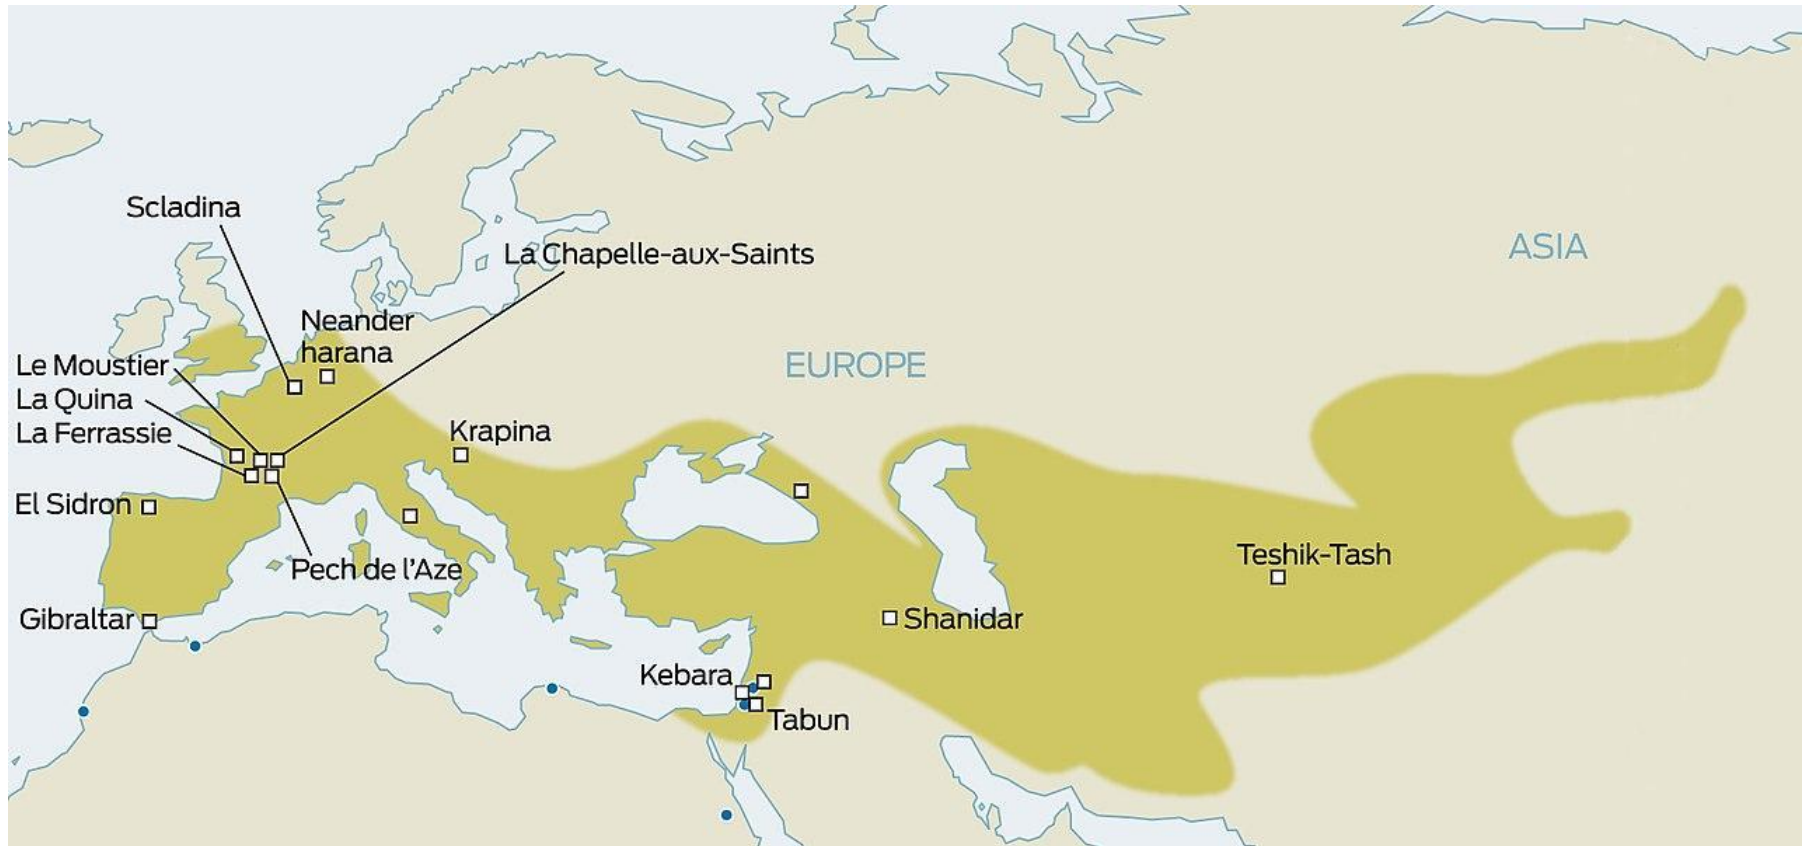 Scladina
La Chapelle-aux-Saints
ASIA
Neander
harana
Le Moustier
EUROPE
La Quina
La Ferrassie
Krapina
El Sidron
Teshik-Tash
Pech de l'Aze
Gibraltar
Shanidar
Kebara
Tabun